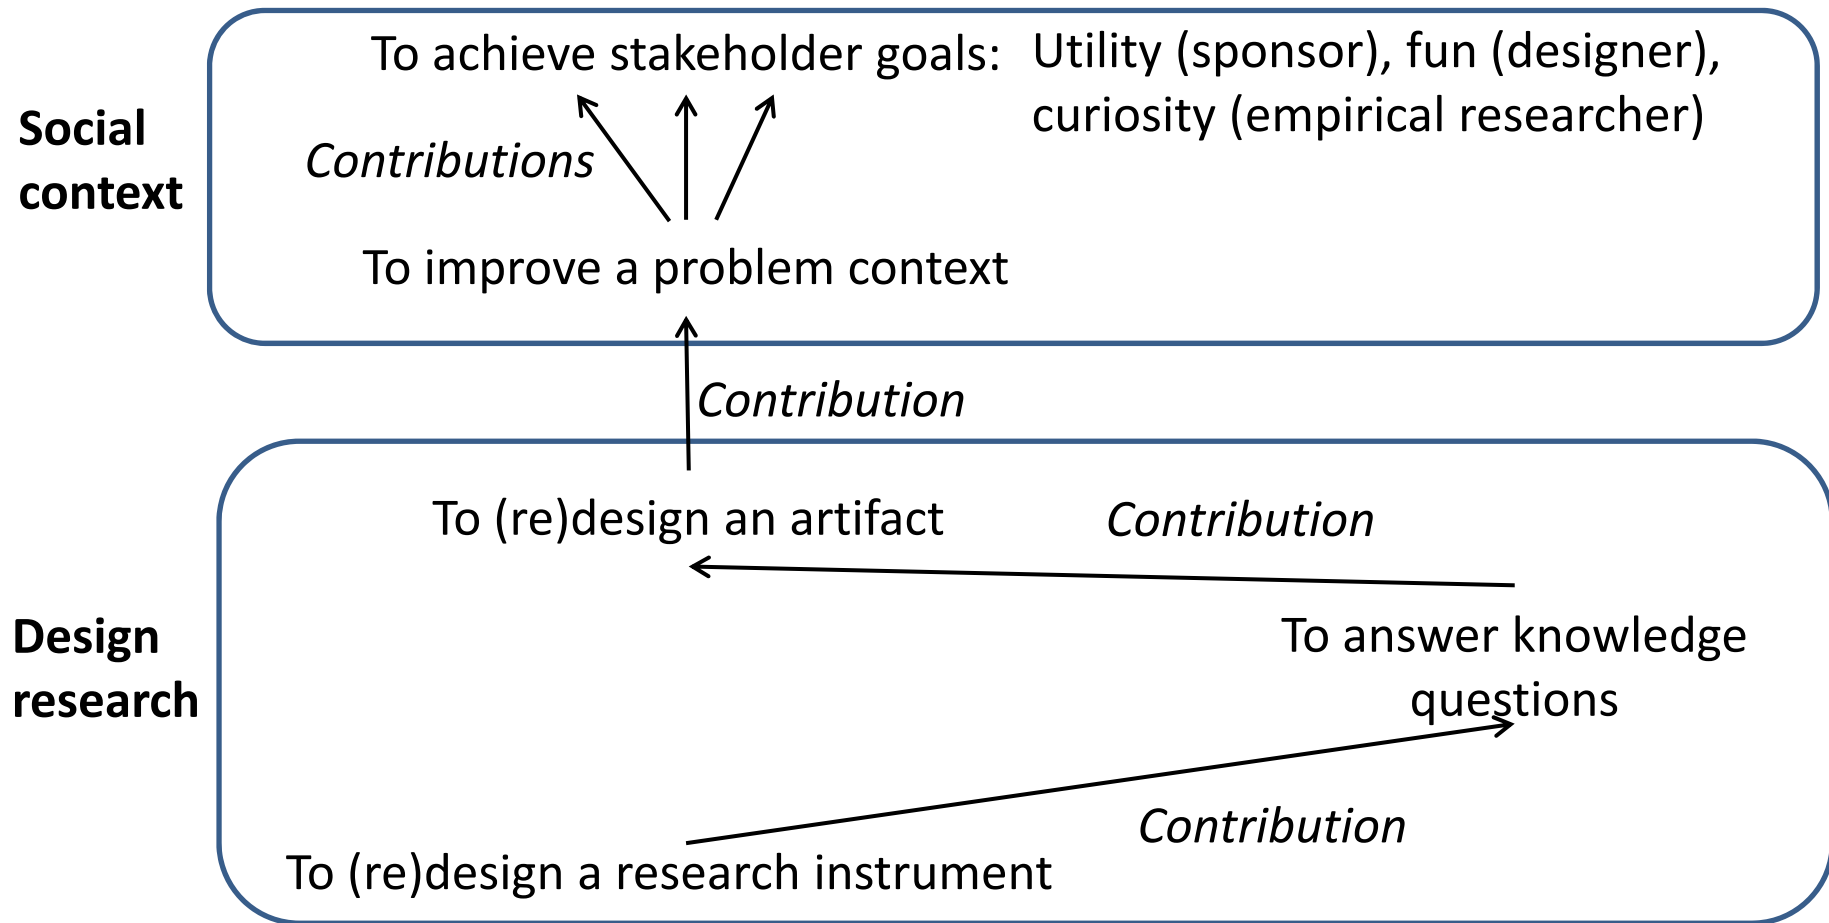 To achieve stakeholder goals: Utility (sponsor), fun (designer),
curiosity (empirical researcher)
Social
context
Contributions
To improve a problem context
Contribution
To (re)design an artifact
Contribution
Design
research
To answer knowledge
questions
Contribution
To (re)design a research instrument